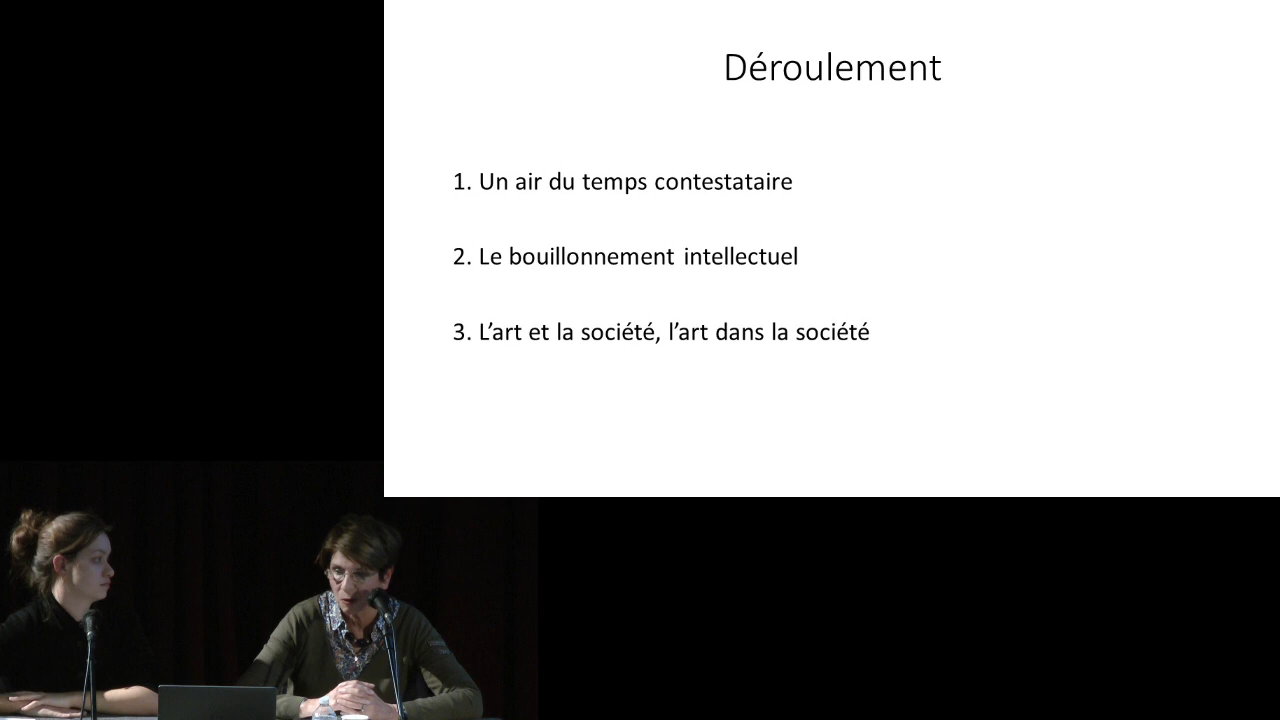 Déroulement
1. Un air du temps contestataire
2. Le bouillonnement intellectuel
3. L’art et la société, l’art dans la société